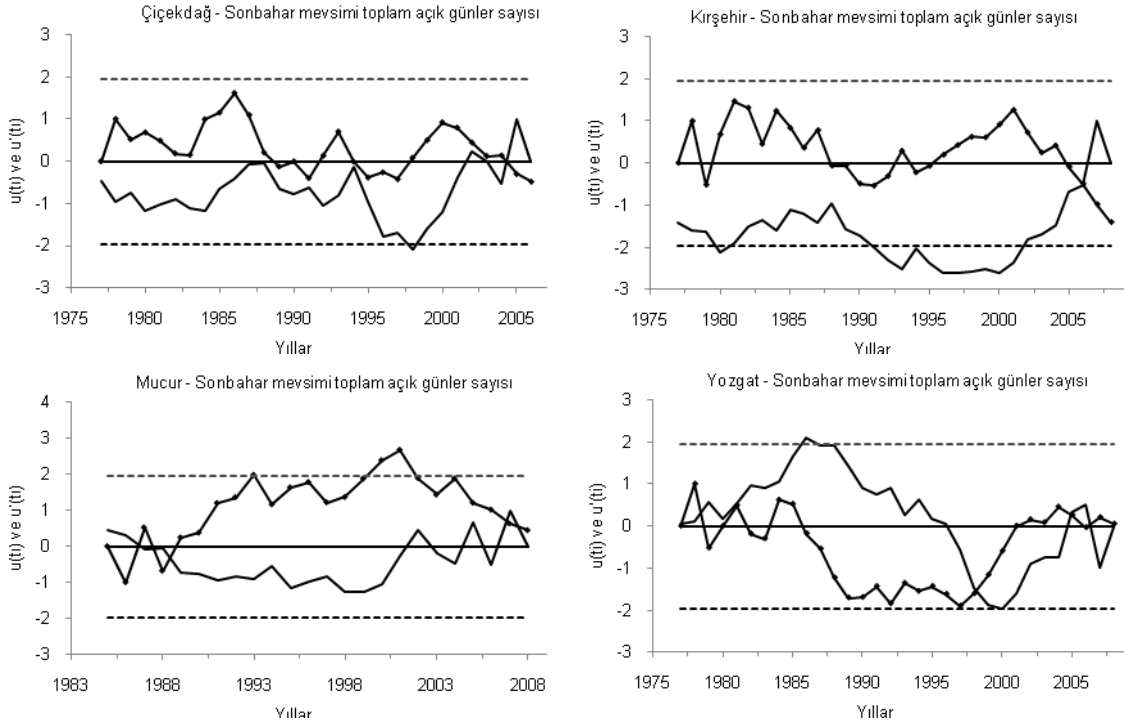 Çiçekdağ - Sonbahar mevsimi toplam açık günler sayısı
3
2
1
0
-1
-2
-3
u(ti) ve u'(ti)
1975 1980 1985 1990 1995 2000 2005
Yıllar
Kırşehir - Sonbahar mevsimi toplam açık günler sayısı
3
2
1
0
-1
-2
-3
u(ti) ve u'(ti)
1975 1980 1985 1990 1995 2000 2005
Yıllar
Mucur - Sonbahar mevsimi toplam açık günler sayısı
4
3
2
1
0
-1
-2
-3
u(ti) ve u'(ti)
1983 1988 1993 1998 2003 2008
Yıllar
Yozgat - Sonbahar mevsimi toplam açık günler sayısı
3
2
1
0
-1
-2
-3
u(ti) ve u'(ti)
1975 1980 1985 1990 1995 2000 2005
Yıllar